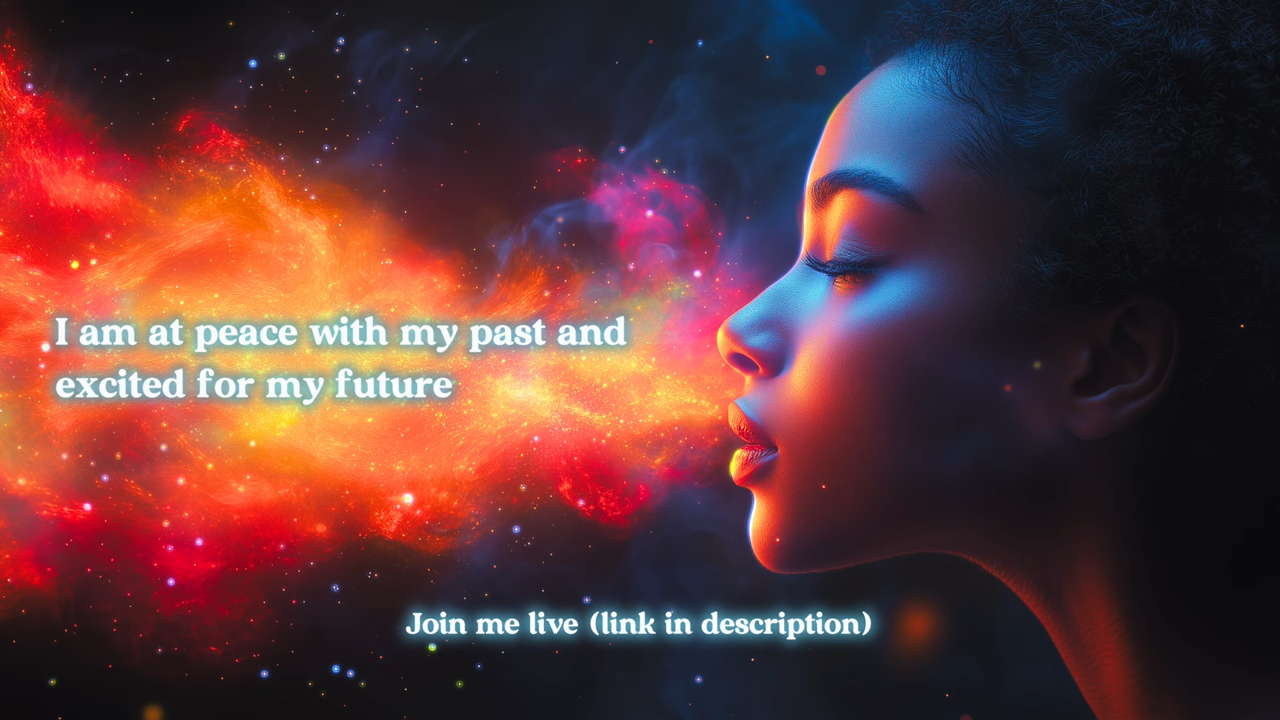 I am at peace with my past and
excited for my future
Join me live (link in description)